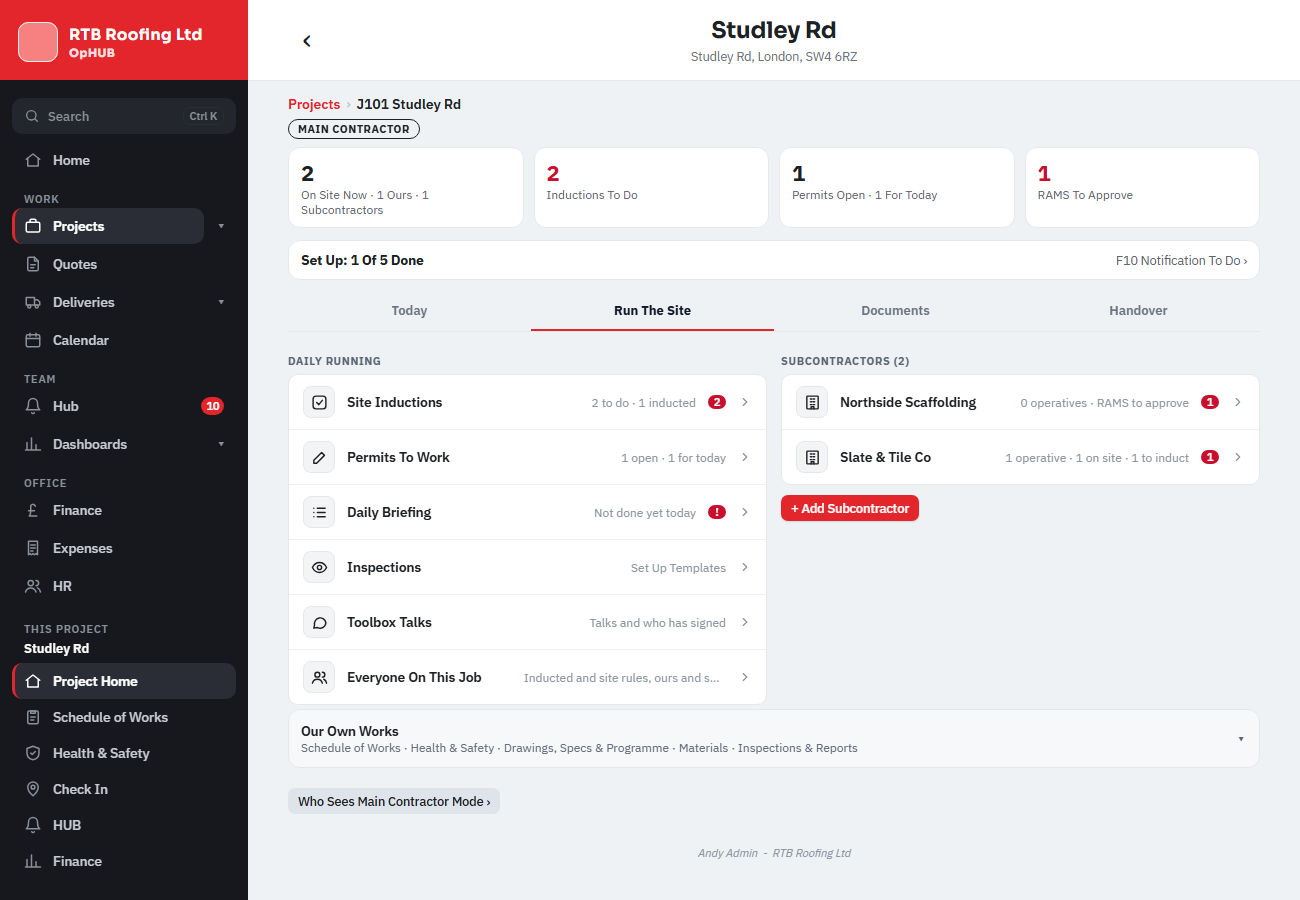 RTB Roofing Ltd
OpHUB
Search
Ctrl K
Home
WORK
Projects
Quotes
Deliveries
Calendar
TEAM
Hub
10
Dashboards
OFFICE
Finance
Expenses
HR
THIS PROJECT
Studley Rd
Project Home
Schedule of Works
Health & Safety
Check In
HUB
Finance
Studley Rd
Studley Rd, London, SW4 6RZ
Projects › J101 Studley Rd
MAIN CONTRACTOR
2
On Site Now · 1 Ours · 1
Subcontractors
2
Inductions To Do
1
Permits Open · 1 For Today
1
RAMS To Approve
Set Up: 1 Of 5 Done
F10 Notification To Do ›
Today
Run The Site
Documents
Handover
DAILY RUNNING
Site Inductions
2 to do · 1 inducted
2
Permits To Work
1 open · 1 for today
Daily Briefing
Not done yet today
!
Inspections
Set Up Templates
Toolbox Talks
Talks and who has signed
Everyone On This Job
Inducted and site rules, ours and s...
SUBCONTRACTORS (2)
Northside Scaffolding
0 operatives · RAMS to approve
1
Slate & Tile Co
1 operative · 1 on site · 1 to induct
1
+ Add Subcontractor
Our Own Works
Schedule of Works · Health & Safety · Drawings, Specs & Programme · Materials · Inspections & Reports
Who Sees Main Contractor Mode ›
Andy Admin - RTB Roofing Ltd